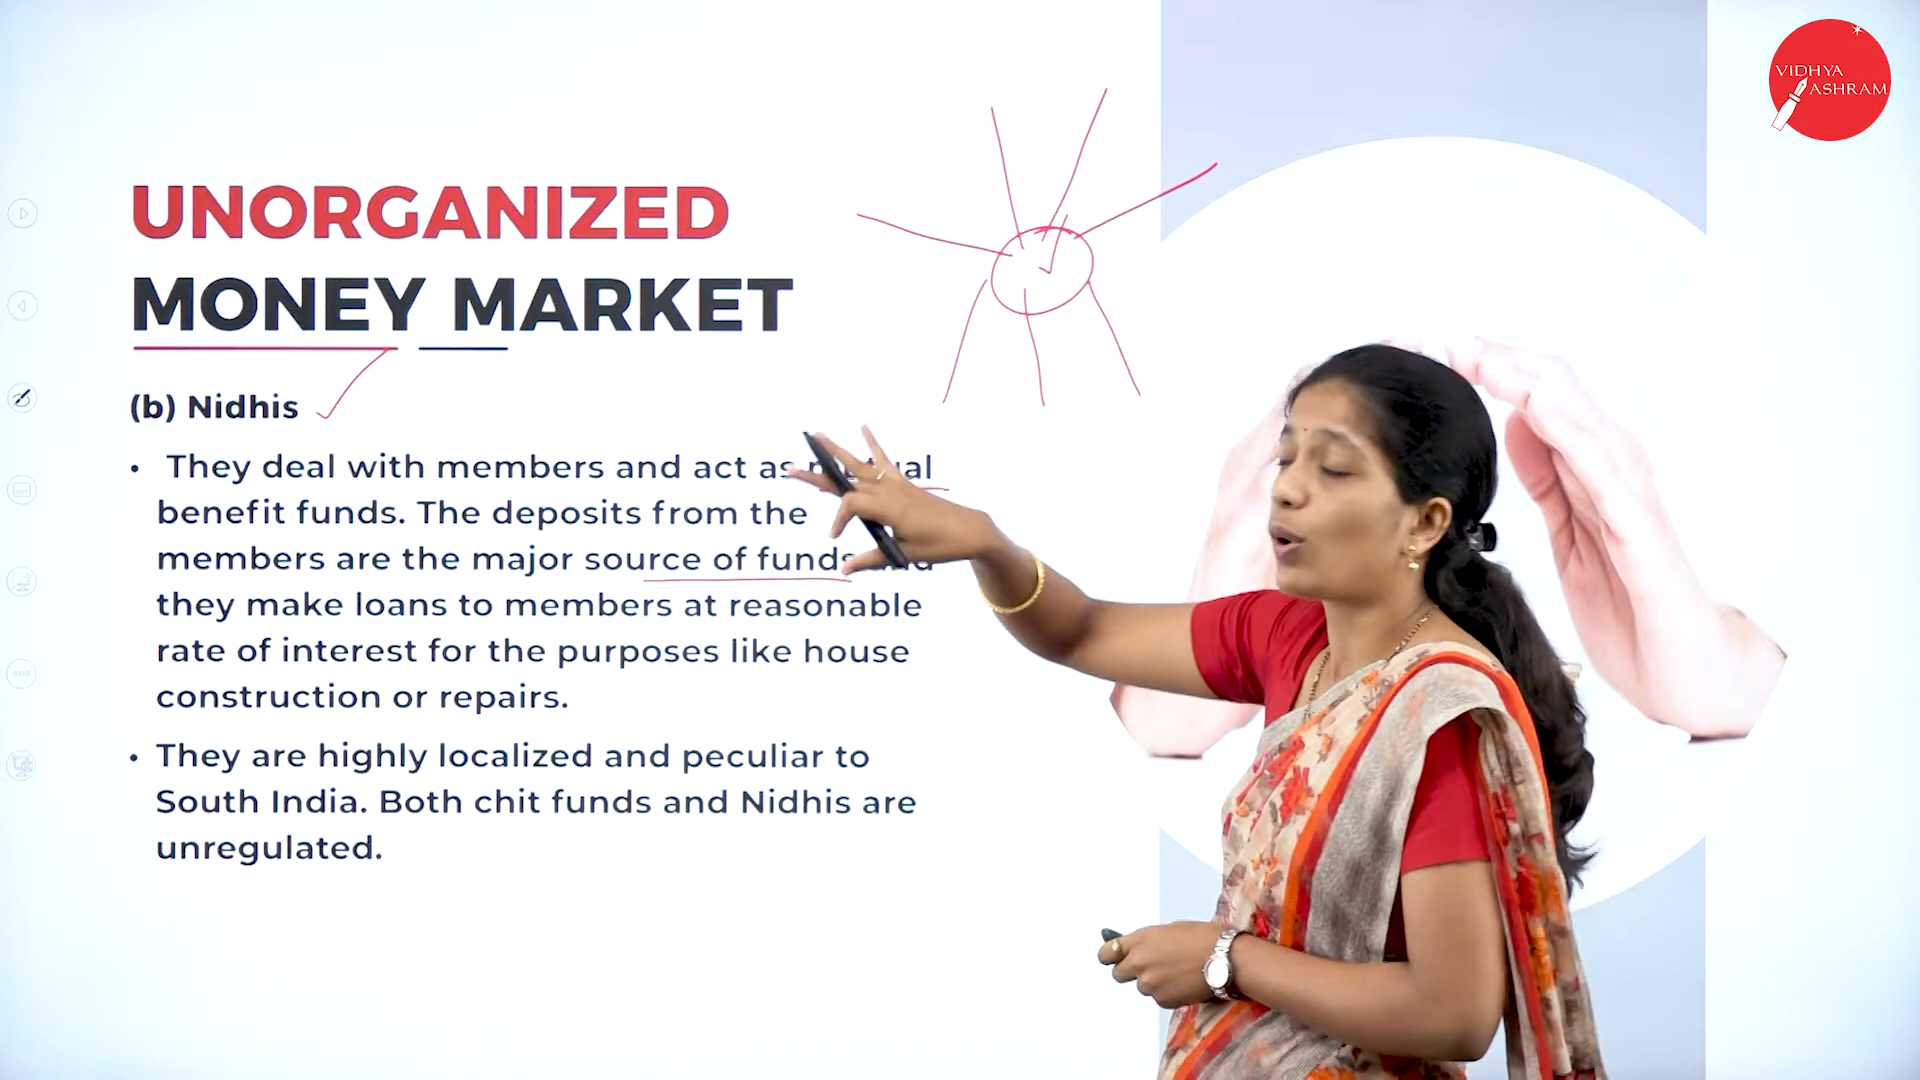 VIDHYA
ASHRAM
UNORGANIZED
MONEY MARKET
(b) Nidhis
• They deal with members and act as
benefit funds. The deposits from the
members are the major source of funds
they make loans to members at reasonable
rate of interest for the purposes like house
construction or repairs.
• They are highly localized and peculiar to
South India. Both chit funds and Nidhis are
unregulated.